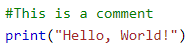 #This is a comment
print("Hello, World!")